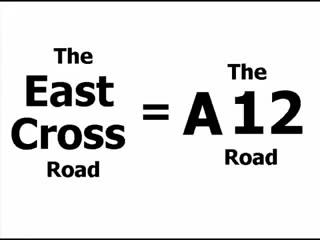 The
East
Cross
Road
=
The
A12
Road